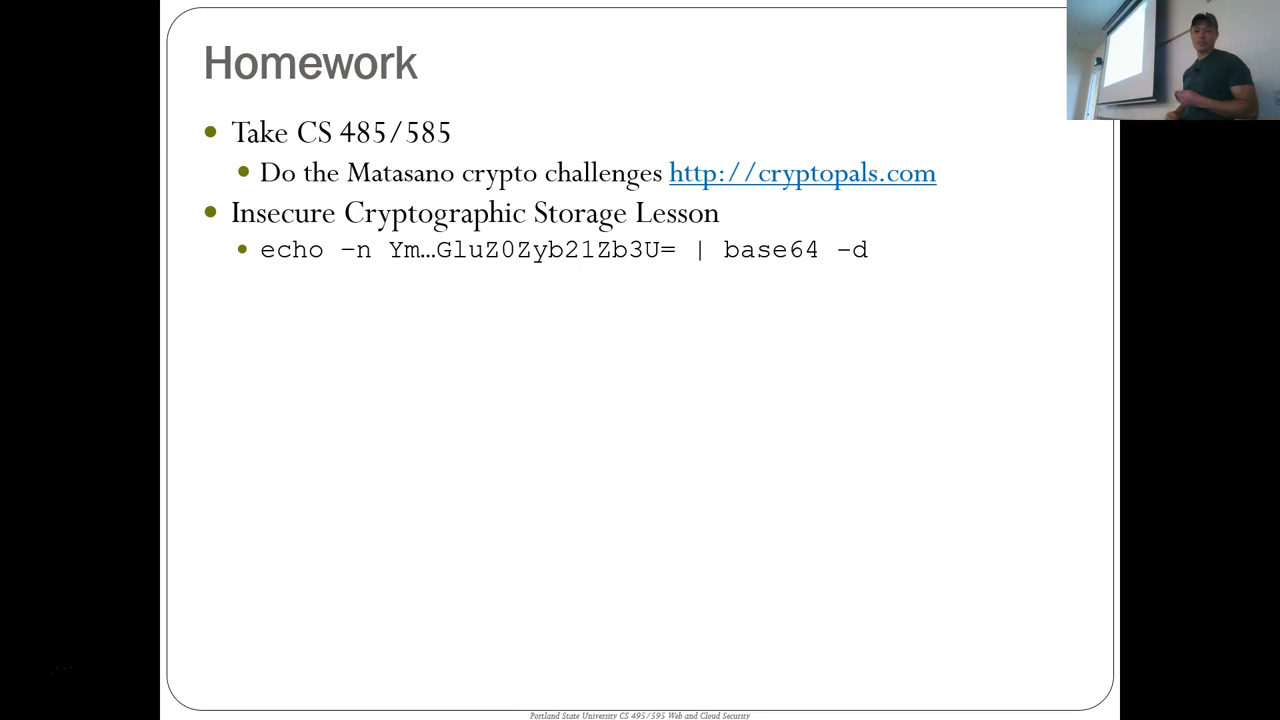 Homework
Take CS 485/585
Do the Matasano crypto challenges http://cryptopals.com
Insecure Cryptographic Storage Lesson
echo –n Ym…GluZ0Zyb21Zb3U= | base64 –d
Portland State University CS 495/595 Web and Cloud Security